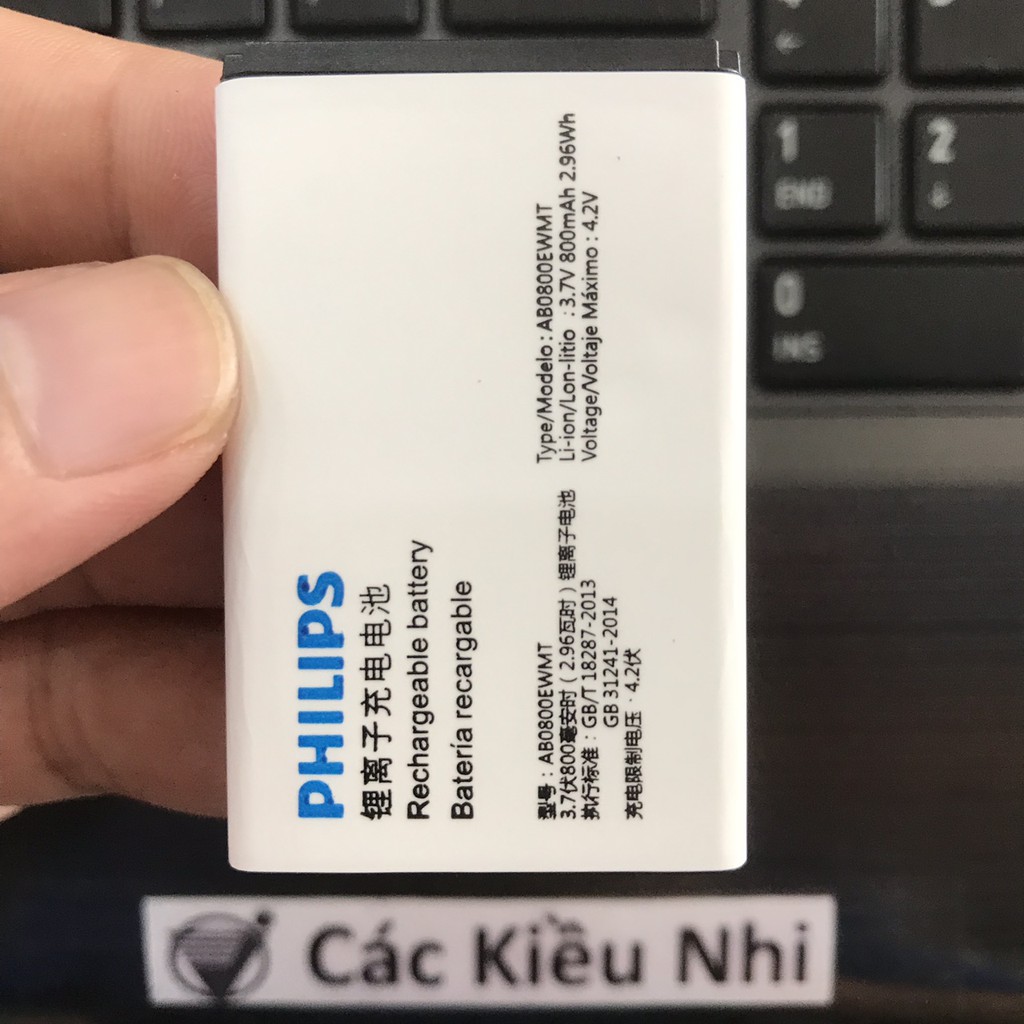 PHILIPS
锂离子充电电池
Rechargeable battery
Batería recargable
型号：AB0800EWMT
3.7伏800毫安时（2.96瓦时）锂离子电池
执行标准：GB/T 18287-2013
GB 31241-2014
充电限制电压：4.2伏
Type/Modelo : AB0800EWMT
Li-ion/Lon-litio : 3.7V 800mAh 2.96Wh
Voltage/Voltaje Máximo : 4.2V
1
END
2
0
INS
Các Kiều Nhi